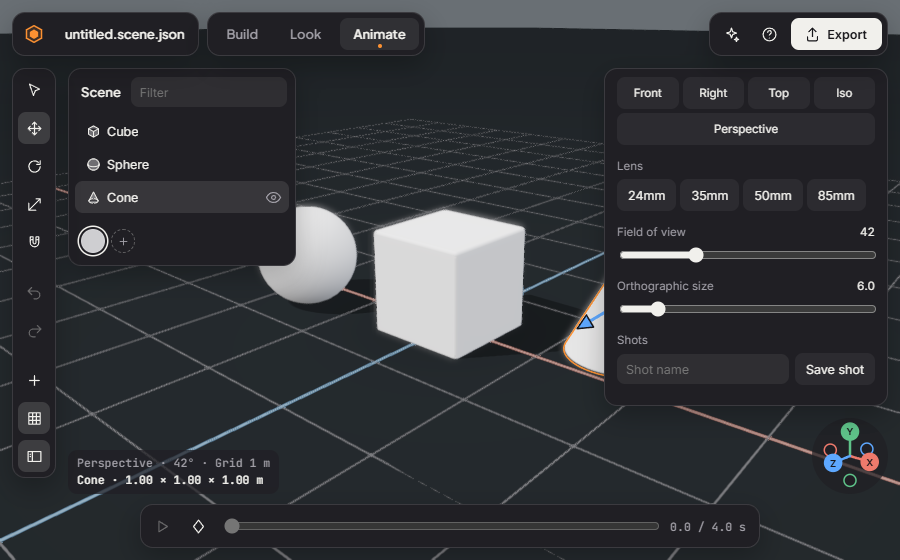 untitled.scene.json
Build Look Animate
Export
Scene
Filter
Cube
Sphere
Cone
Front Right Top Iso
Perspective
Lens
24mm 35mm 50mm 85mm
Field of view 42
Orthographic size 6.0
Shots
Shot name Save shot
Y
Z X
Perspective · 42° · Grid 1 m
Cone · 1.00 × 1.00 × 1.00 m
0.0 / 4.0 s